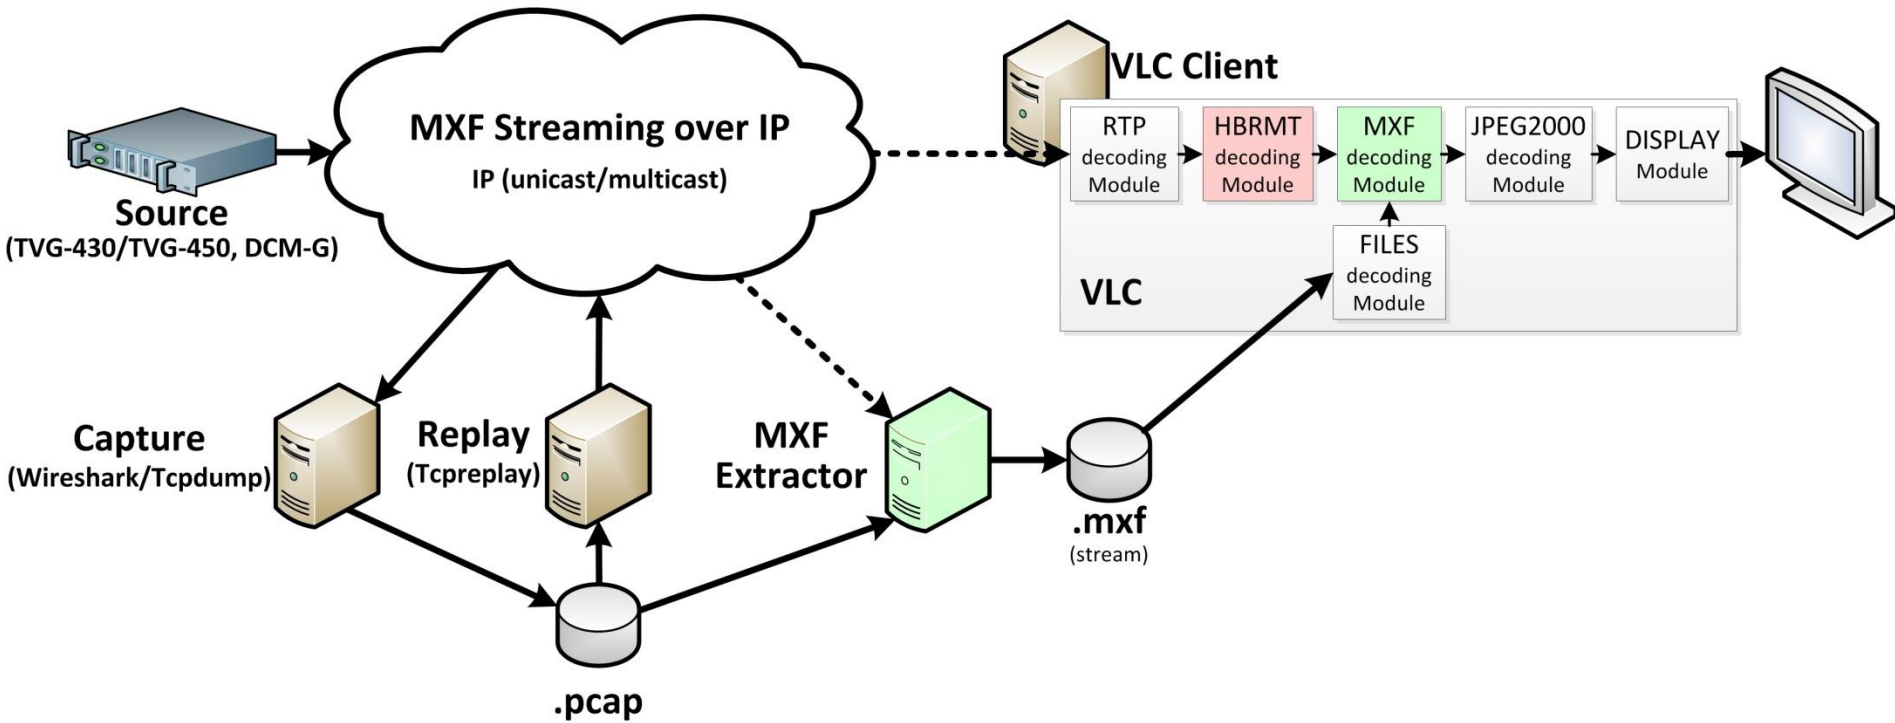 MXF Streaming over IP
IP (unicast/multicast)
Source
(TVG-430/TVG-450, DCM-G)
VLC Client
RTP
decoding
Module
HBRMT
decoding
Module
MXF
decoding
Module
JPEG2000
decoding
Module
DISPLAY
Module
FILES
decoding
Module
VLC
Capture
(Wireshark/Tcpdump)
Replay
(Tcpreplay)
MXF
Extractor
.mxf
(stream)
.pcap